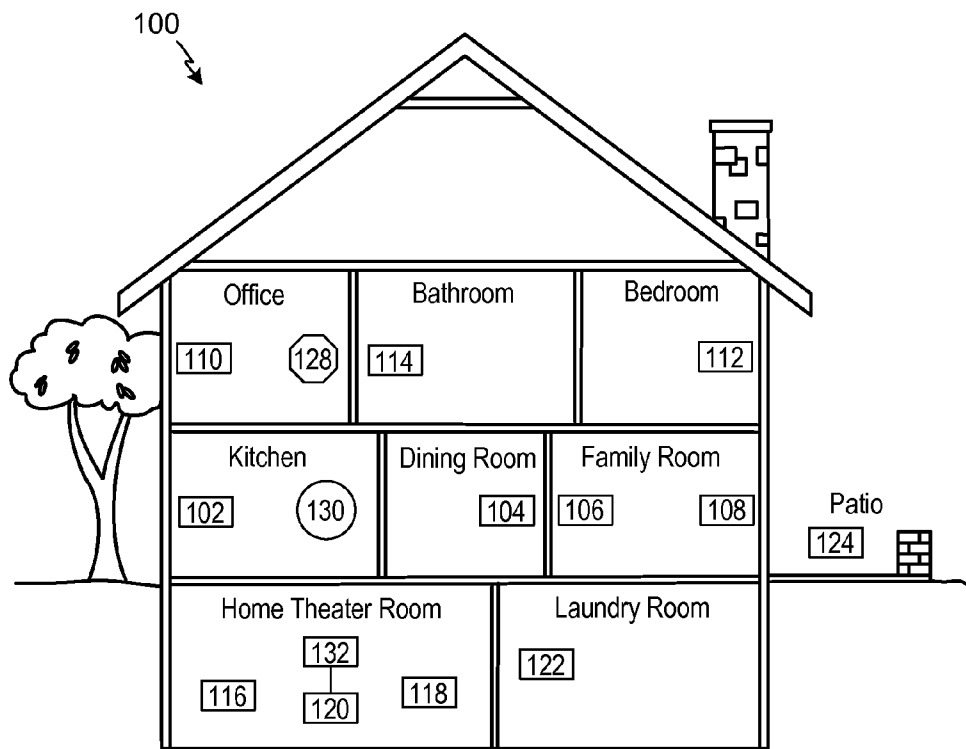 100
Office
Bathroom
Bedroom
110
128
114
112
Kitchen
Dining Room
Family Room
102
130
104
106
108
Patio
124
Home Theater Room
Laundry Room
132
122
116
120
118